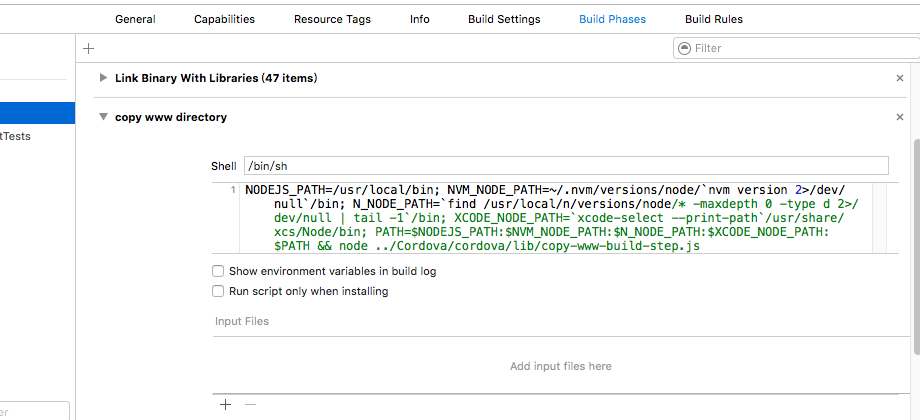 General Capabilities Resource Tags Info Build Settings Build Phases Build Rules
Filter
Link Binary With Libraries (47 items)
copy www directory
tTests
Shell /bin/sh
1 NODEJS_PATH=/usr/local/bin; NVM_NODE_PATH=~/.nvm/versions/node/`nvm version 2>/dev/
null`/bin; N_NODE_PATH=`find /usr/local/n/versions/node/* -maxdepth 0 -type d 2>/
dev/null | tail -1`/bin; XCODE_NODE_PATH=`xcode-select --print-path`/usr/share/
xcs/Node/bin; PATH=$NODEJS_PATH:$NVM_NODE_PATH:$N_NODE_PATH:$XCODE_NODE_PATH:
$PATH && node ../Cordova/cordova/lib/copy-www-build-step.js
Show environment variables in build log
Run script only when installing
Input Files
Add input files here
er